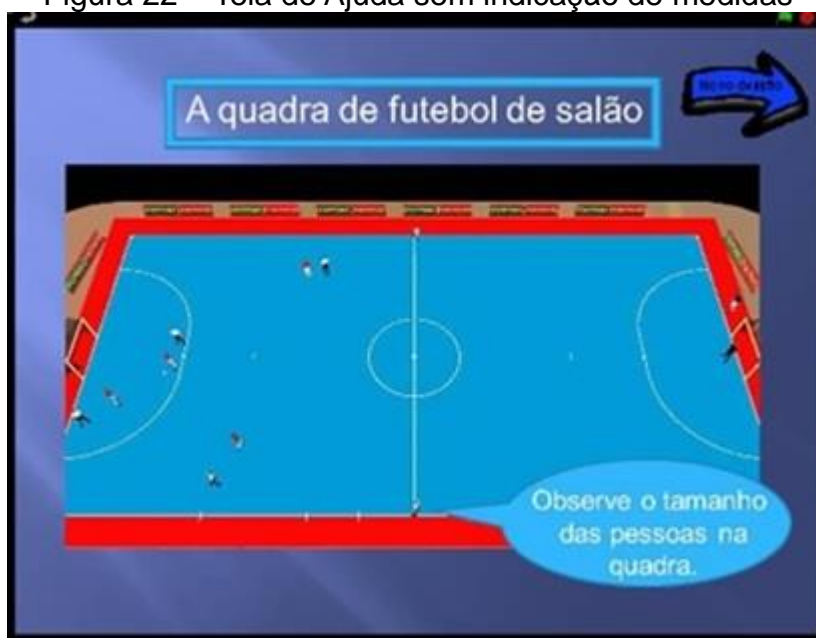 Figura 22 – Tela de Ajuda sem indicação de medidas
A quadra de futebol de salão
Observe o tamanho
das pessoas na
quadra.